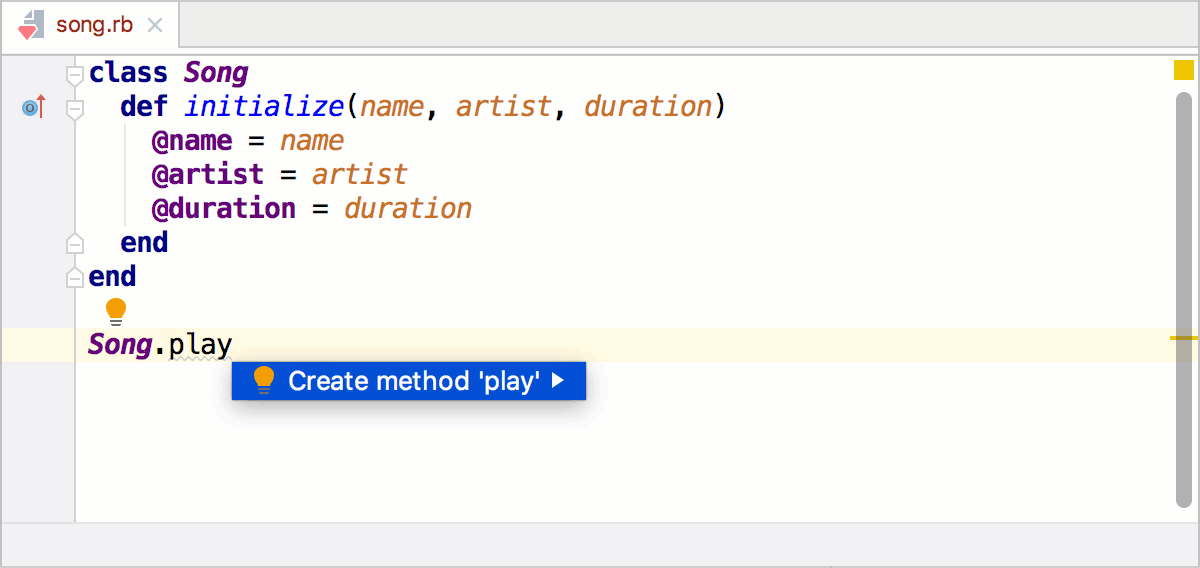 song.rb
class Song
  def initialize(name, artist, duration)
    @name = name
    @artist = artist
    @duration = duration
  end
end
Song.play
Create method 'play'